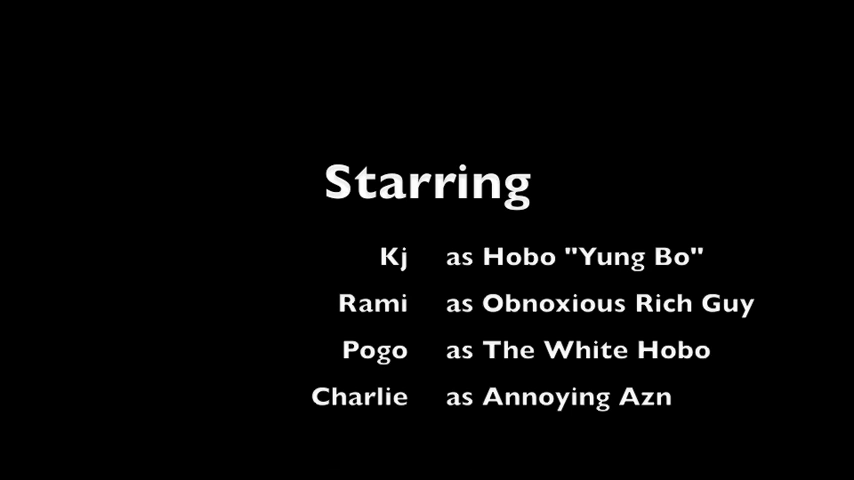 Starring
Kj as Hobo "Yung Bo"
Rami as Obnoxious Rich Guy
Pogo as The White Hobo
Charlie as Annoying Azn